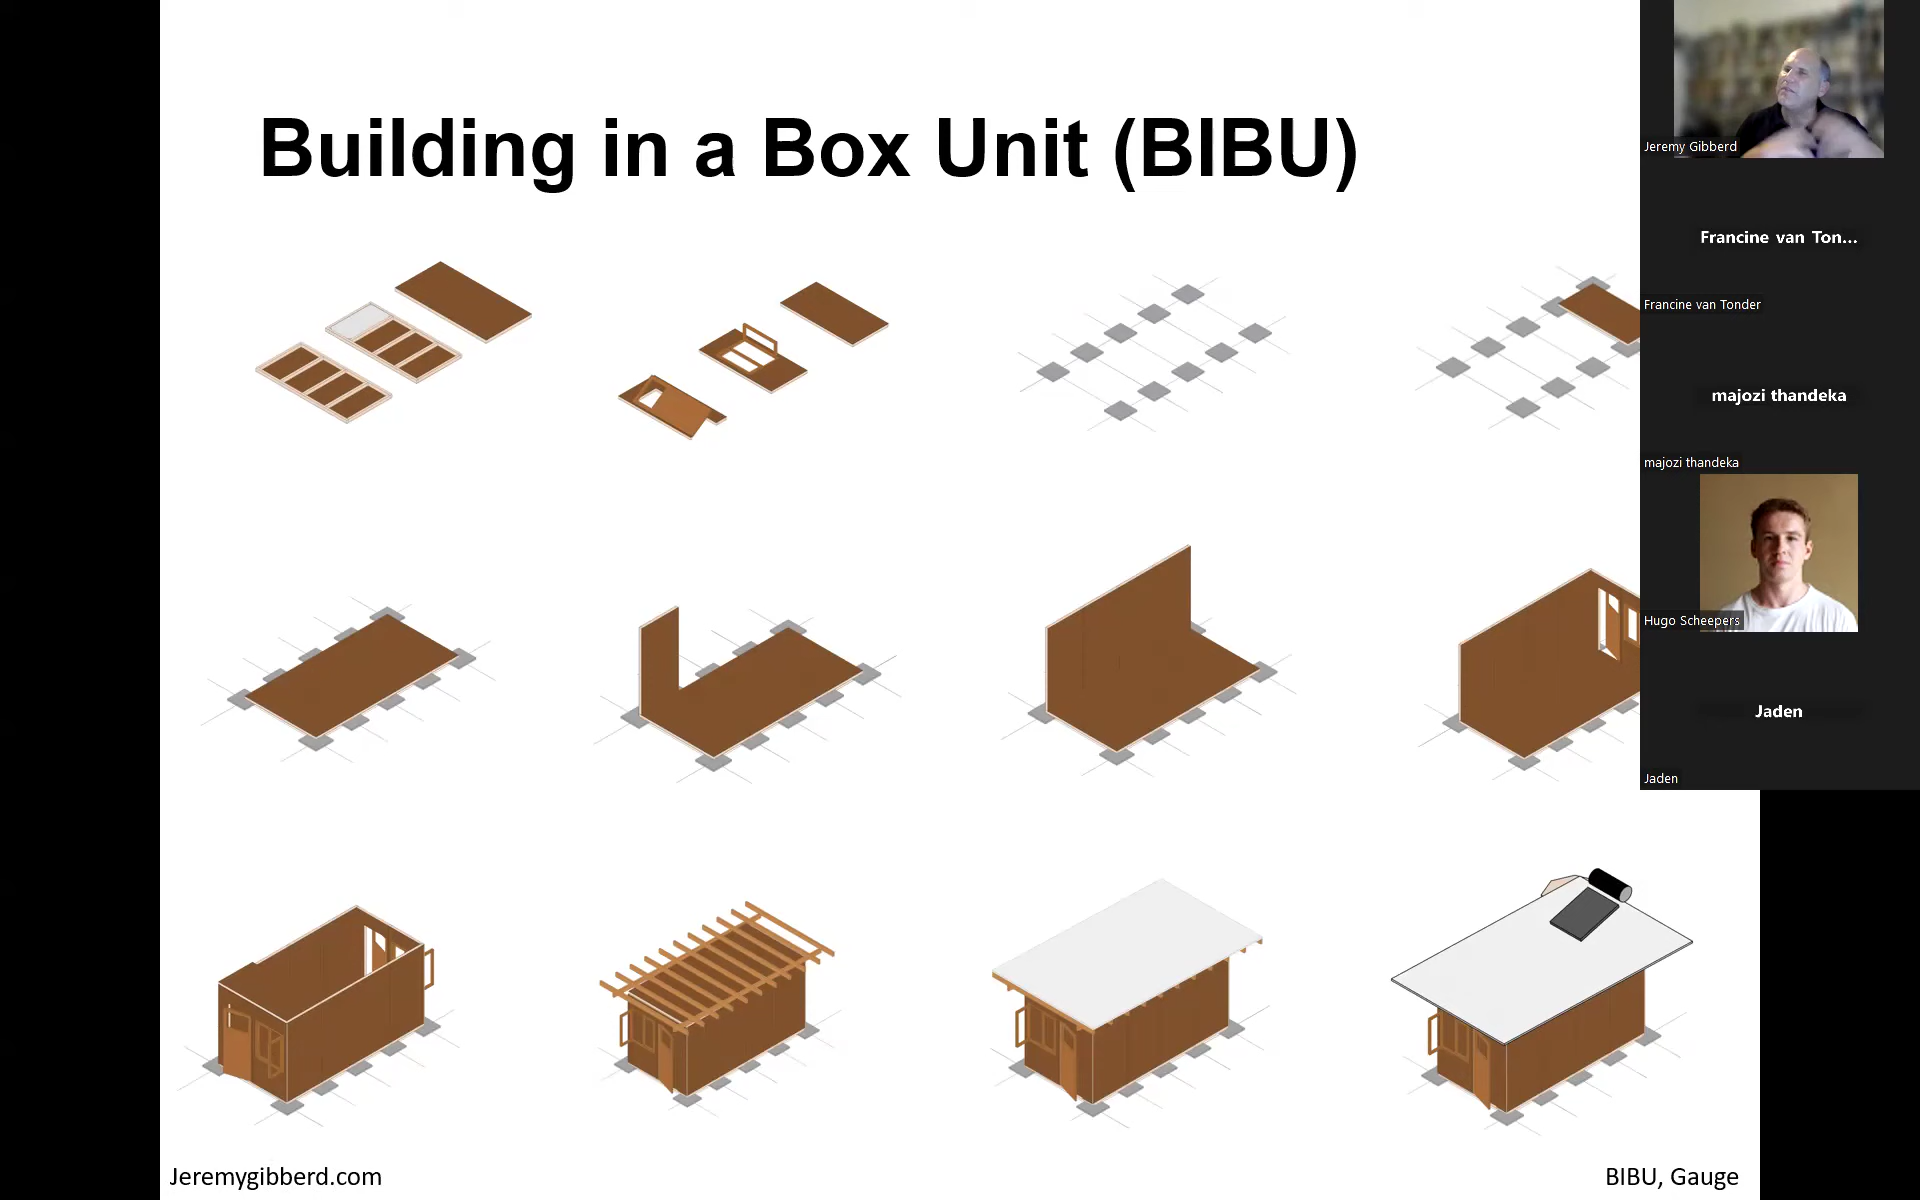 Building in a Box Unit (BIBU)
Jeremy Gibberd
Francine van Ton...
Francine van Tonder
majozi thandeka
majozi thandeka
Hugo Scheepers
Jaden
Jaden
Jeremygibberd.com
BIBU, Gauge